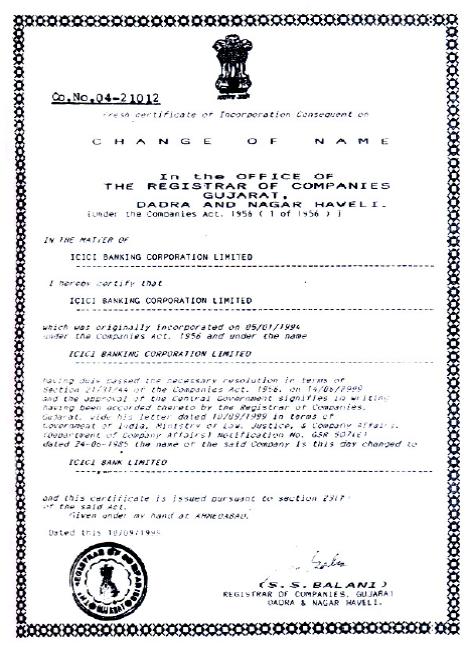 Co.No.04-21012
Fresh certificate of Incorporation Consequent on
CHANGE OF NAME
In the OFFICE OF
THE REGISTRAR OF COMPANIES
GUJARAT,
DADRA AND NAGAR HAVELI.
(Under the Companies Act. 1956 ( 1 of 1956 ) )
IN THE MATTER OF
ICICI BANKING CORPORATION LIMITED
I hereby certify that
ICICI BANKING CORPORATION LIMITED
which was originally incorporated on 05/01/1994
under the Companies Act, 1956 and under the name
ICICI BANKING CORPORATION LIMITED
having duly passed the necessary resolution in terms of
Section 21/31/44 of the Companies Act, 1956, on 14/06/1999
and the approval of the Central Government signifies in writing
having been accorded thereto by the Registrar of Companies,
Gujarat, vide his letter dated 10/09/1999 in terms of
Government of India, Ministry of Law, Justice, & Company Affairs,
(Department of Company Affairs) Notification No. GSR 507(E)
dated 24-06-1985 the name of the said Company is this day changed to
ICICI BANK LIMITED
and this certificate is issued pursuant to section
of the said Act.
Given under my hand at AHMEDABAD.
Dated this 10/09/1999
(S.S.BALANI)
REGISTRAR OF COMPANIES, GUJARAT
DADRA & NAGAR HAVELI.
REGISTRAR OF COMPANIES
GUJARAT